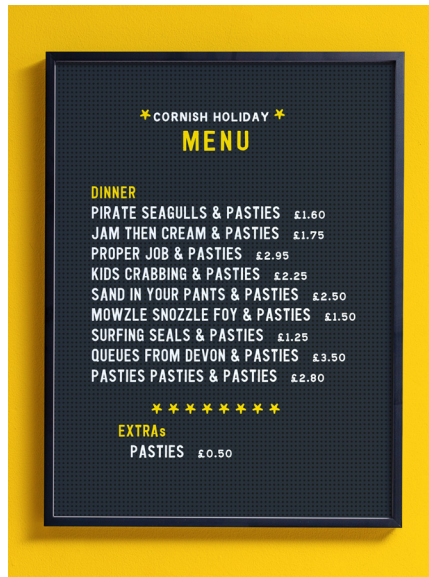 ★CORNISH HOLIDAY★
MENU
DINNER
PIRATE SEAGULLS & PASTIES £1.60
JAM THEN CREAM & PASTIES £1.75
PROPER JOB & PASTIES £2.95
KIDS CRABBING & PASTIES £2.25
SAND IN YOUR PANTS & PASTIES £2.50
MOWZLE SNOZZLE FOY & PASTIES £1.50
SURFING SEALS & PASTIES £1.25
QUEUES FROM DEVON & PASTIES £3.50
PASTIES PASTIES & PASTIES £2.80
★★★★★★★★
EXTRAs
PASTIES £0.50